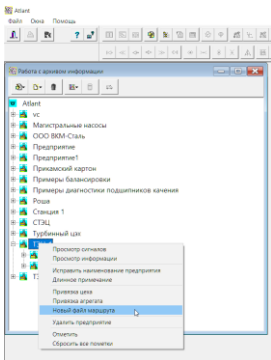 Atlant
Файл Окна Помощь
Работа с архивом информации
Atlant
vc
Магистральные насосы
ООО ВКМ-Сталь
Предприятие
Предприятие1
Прикамский картон
Примеры балансировки
Примеры диагностики подшипников качения
Роша
Станция 1
СТЭЦ
Турбинный цэх
Просмотр сигналов
Просмотр информации
Исправить наименование предприятия
Длинное примечание
Привязка цеха
Привязка агрегата
Новый файл маршрута
Удалить предприятие
Отметить
Сбросить все пометки